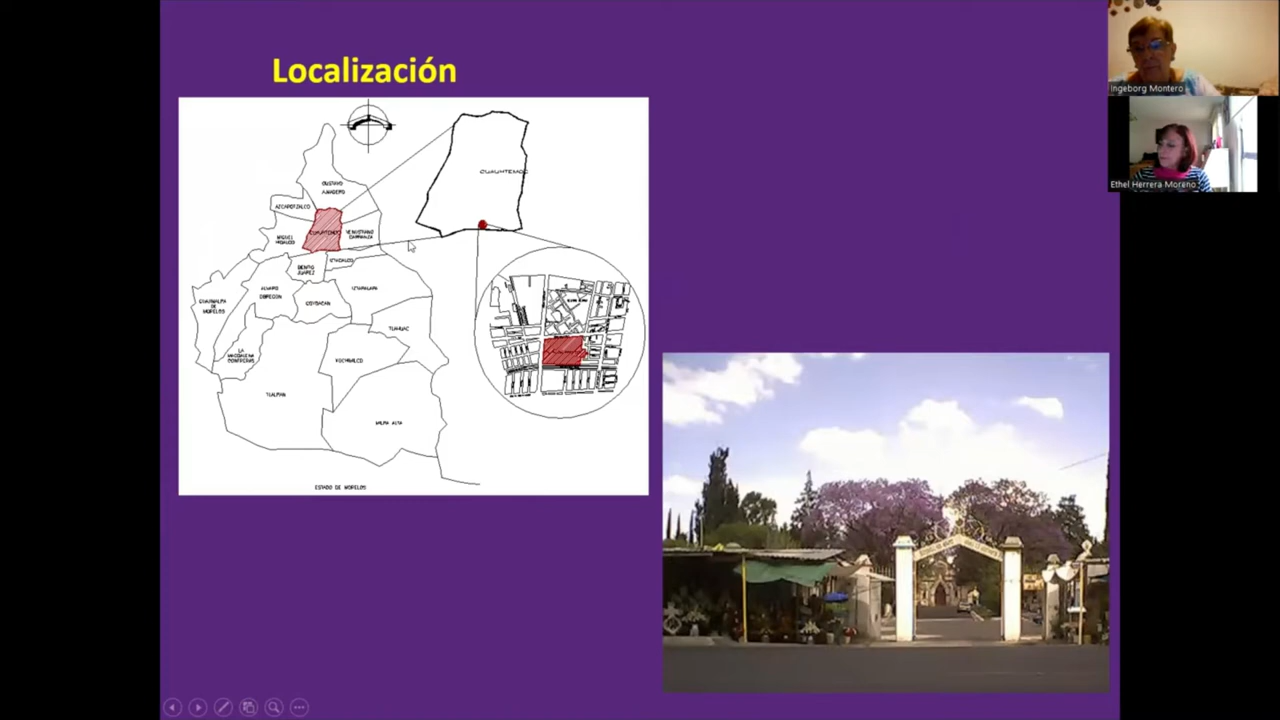 Localización
Ingeborg Montero
Ethel Herrera Moreno
CUAUHTEMOC
GUSTAVO
A.MADERO
AZCAPOTZALCO
CUAUHTEMOC
VENUSTIANO
CARRANZA
MIGUEL
HIDALGO
IZTACALCO
BENITO
JUAREZ
ALVARO
OBREGON
IZTAPALAPA
COYOACAN
CUAJIMALPA
DE
MORELOS
TLAHUAC
LA
MAGDALENA
CONTRERAS
XOCHIMILCO
TLALPAN
MILPA ALTA
ESTADO DE MORELOS